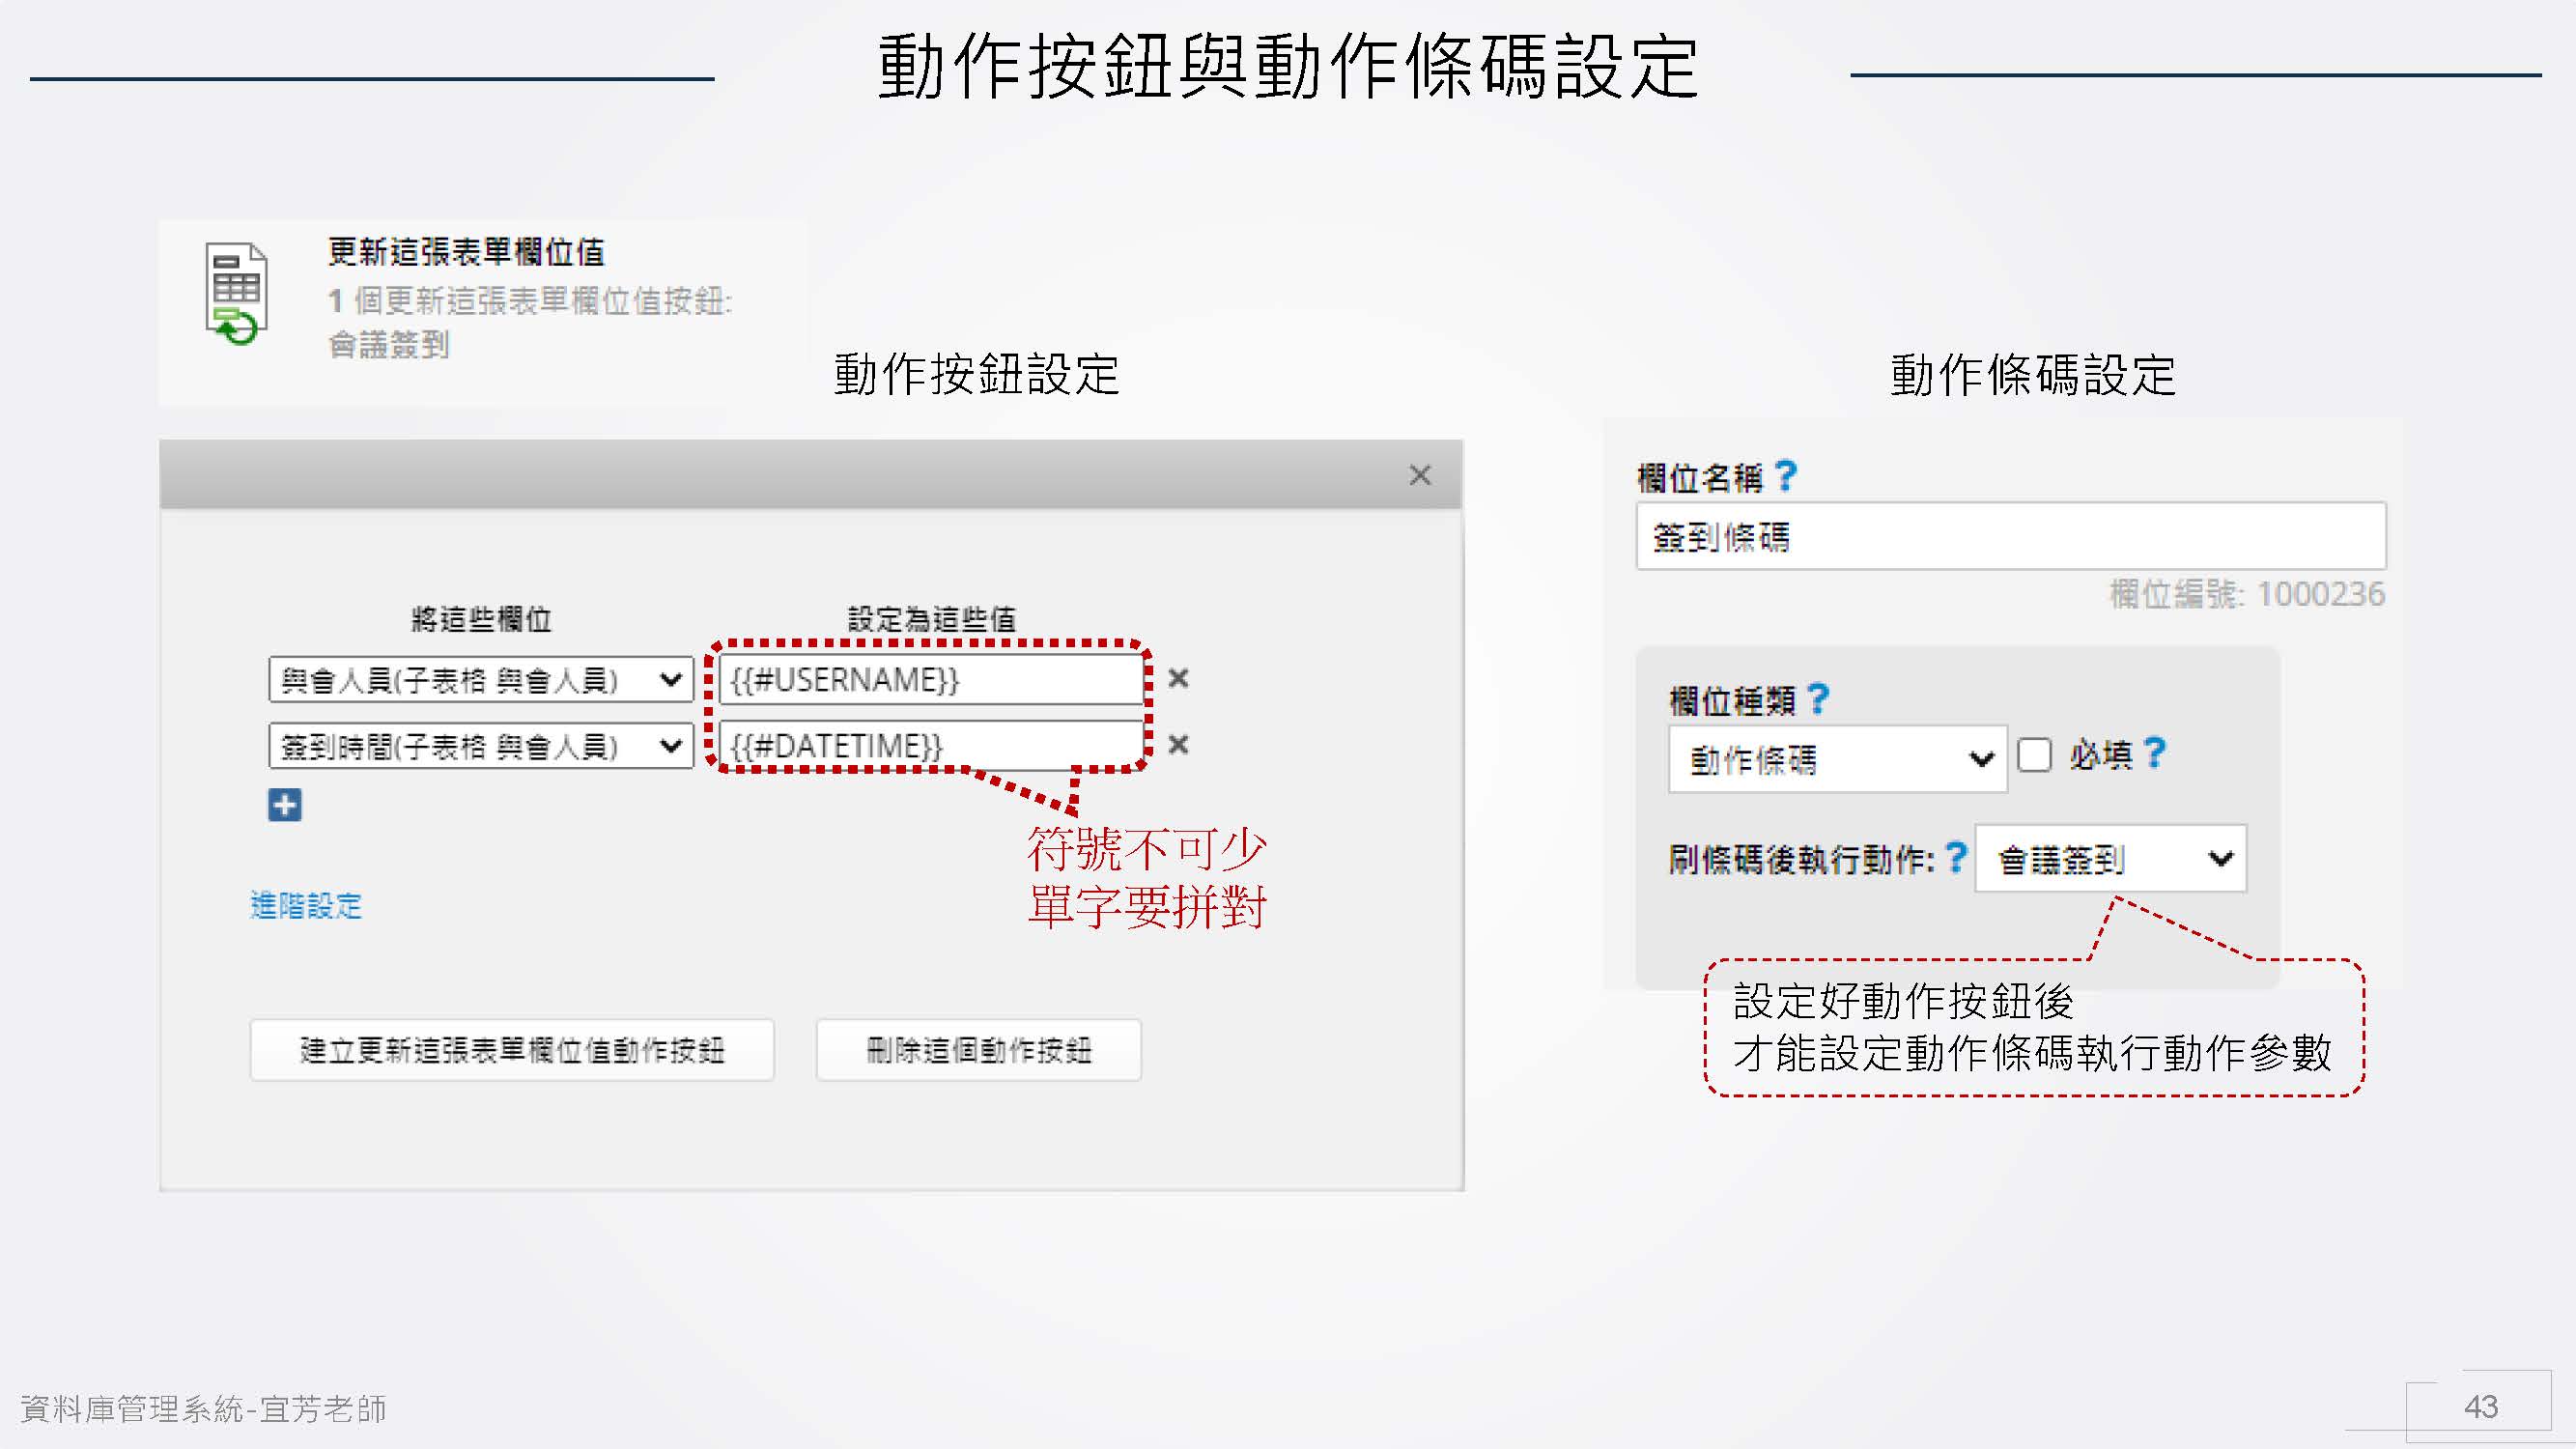 動作按鈕與動作條碼設定
更新這張表單欄位值
1 個更新這張表單欄位值按鈕:
會議簽到
動作按鈕設定
將這些欄位 設定為這些值
與會人員(子表格 與會人員) {{#USERNAME}}
簽到時間(子表格 與會人員) {{#DATETIME}}
符號不可少
單字要拼對
進階設定
建立更新這張表單欄位值動作按鈕 刪除這個動作按鈕
動作條碼設定
欄位名稱 ?
簽到條碼
欄位編號: 1000236
欄位種類 ?
動作條碼 必填 ?
刷條碼後執行動作: ? 會議簽到
設定好動作按鈕後
才能設定動作條碼執行動作參數
資料庫管理系統-宜芳老師
43